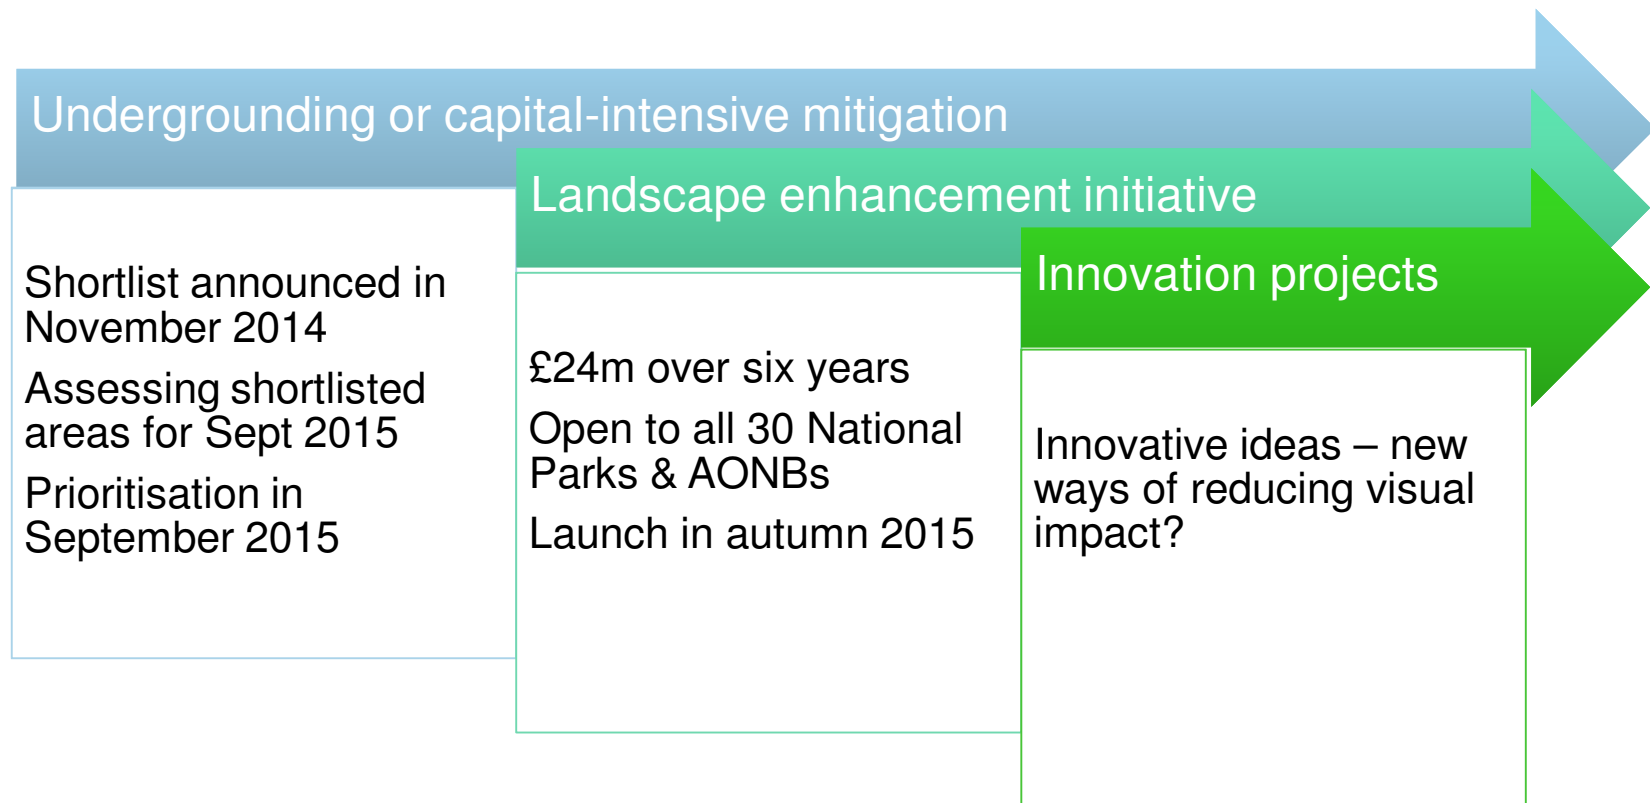 Undergrounding or capital-intensive mitigation
Shortlist announced in
November 2014
Assessing shortlisted
areas for Sept 2015
Prioritisation in
September 2015
Landscape enhancement initiative
£24m over six years
Open to all 30 National
Parks & AONBs
Launch in autumn 2015
Innovation projects
Innovative ideas – new
ways of reducing visual
impact?